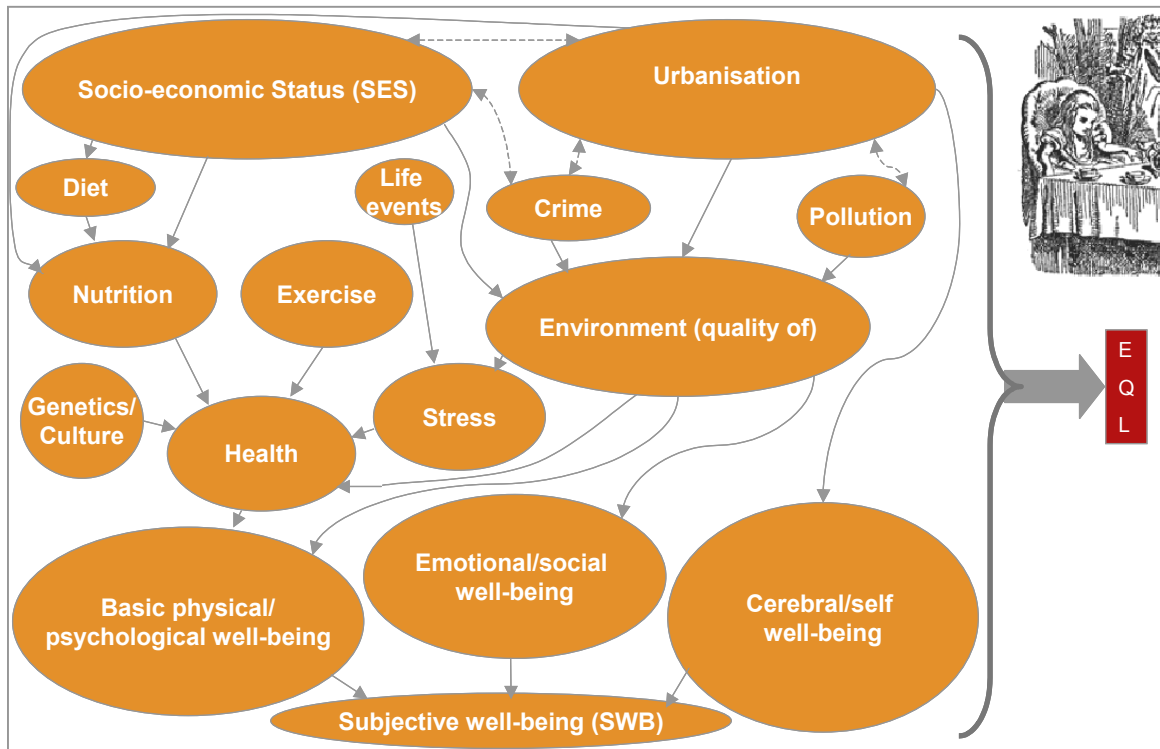 Socio-economic Status (SES)
Urbanisation
Diet
Life
events
Crime
Pollution
Nutrition
Exercise
Environment (quality of)
Genetics/
Culture
Stress
Health
Emotional/social
well-being
Basic physical/
psychological well-being
Cerebral/self
well-being
Subjective well-being (SWB)
E
Q
L